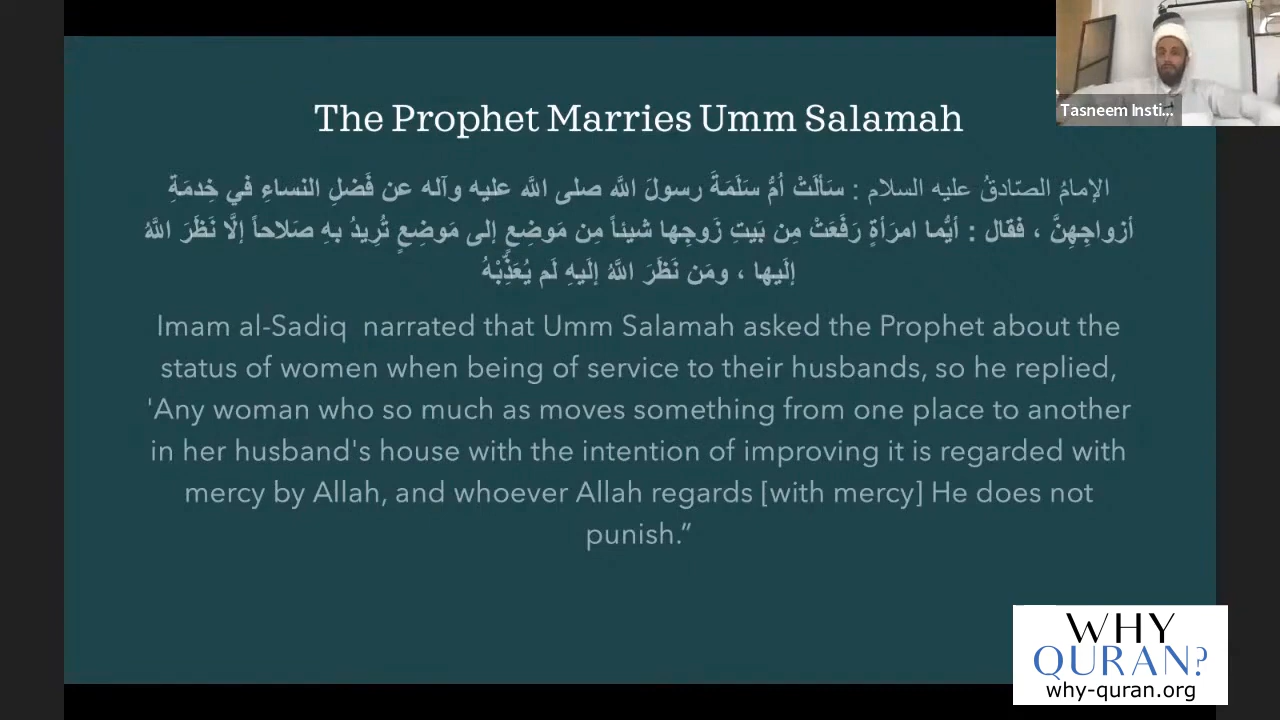 The Prophet Marries Umm Salamah
Tasneem Insti...
الإمامُ الصّادقُ عليه السلام : سَألَتْ اُمُّ سَلَمَةَ رسولَ اللّه صلى اللّه عليه وآله عن فَضلِ النساءِ في خِدمَةِ
أزواجِهِنَّ ، فقال : أيُّما امرَأةٍ رَفَعَتْ مِن بَيتِ زَوجِها شيئاً مِن مَوضِعٍ إلى مَوضِعٍ تُرِيدُ بهِ صَلاحاً إلَّا نَظَرَ اللّهُ
إلَيها ، ومَن نَظَرَ اللّهُ إلَيهِ لَم يُعَذِّبْهُ
Imam al-Sadiq narrated that Umm Salamah asked the Prophet about the
status of women when being of service to their husbands, so he replied,
'Any woman who so much as moves something from one place to another
in her husband's house with the intention of improving it is regarded with
mercy by Allah, and whoever Allah regards [with mercy] He does not
punish.”
WHY
QURAN?
why-quran.org